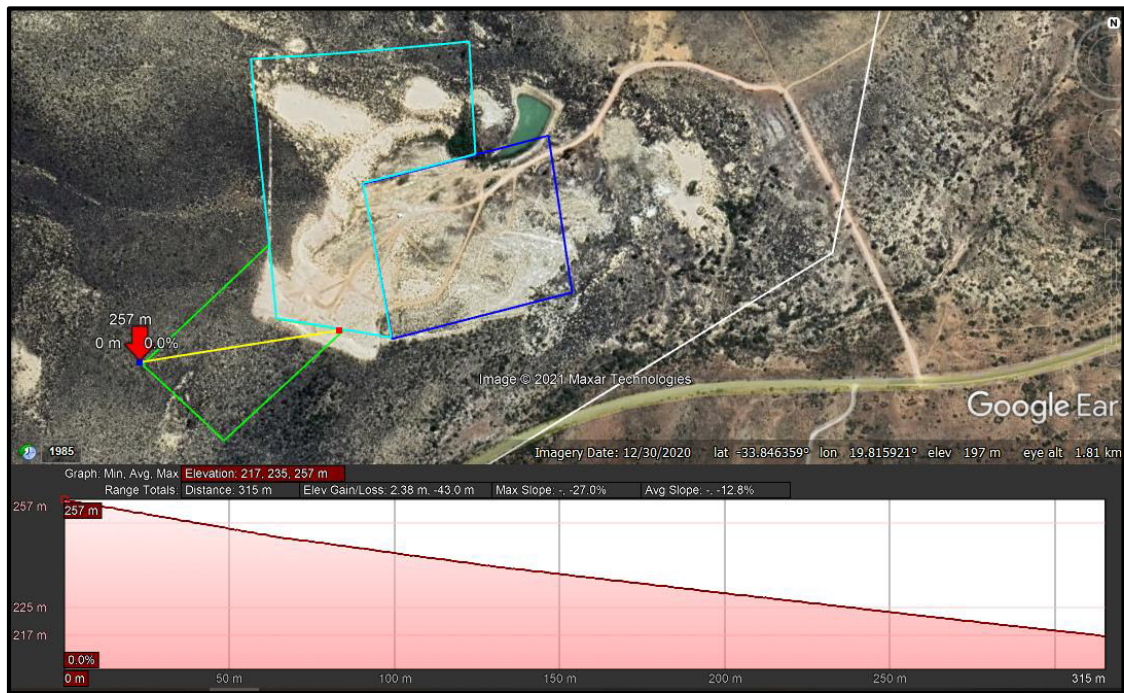 N
257 m
0 m 0.0%
Image © 2021 Maxar Technologies
Google Ear
1985
Imagery Date: 12/30/2020 lat -33.846359° lon 19.815921° elev 197 m eye alt 1.81 km
Graph: Min, Avg, Max Elevation: 217, 235, 257 m
Range Totals: Distance: 315 m Elev Gain/Loss: 2.38 m, -43.0 m Max Slope: -, -27.0% Avg Slope: -, -12.8%
257 m
257 m
225 m
217 m
0.0%
0 m 50 m 100 m 150 m 200 m 250 m 315 m